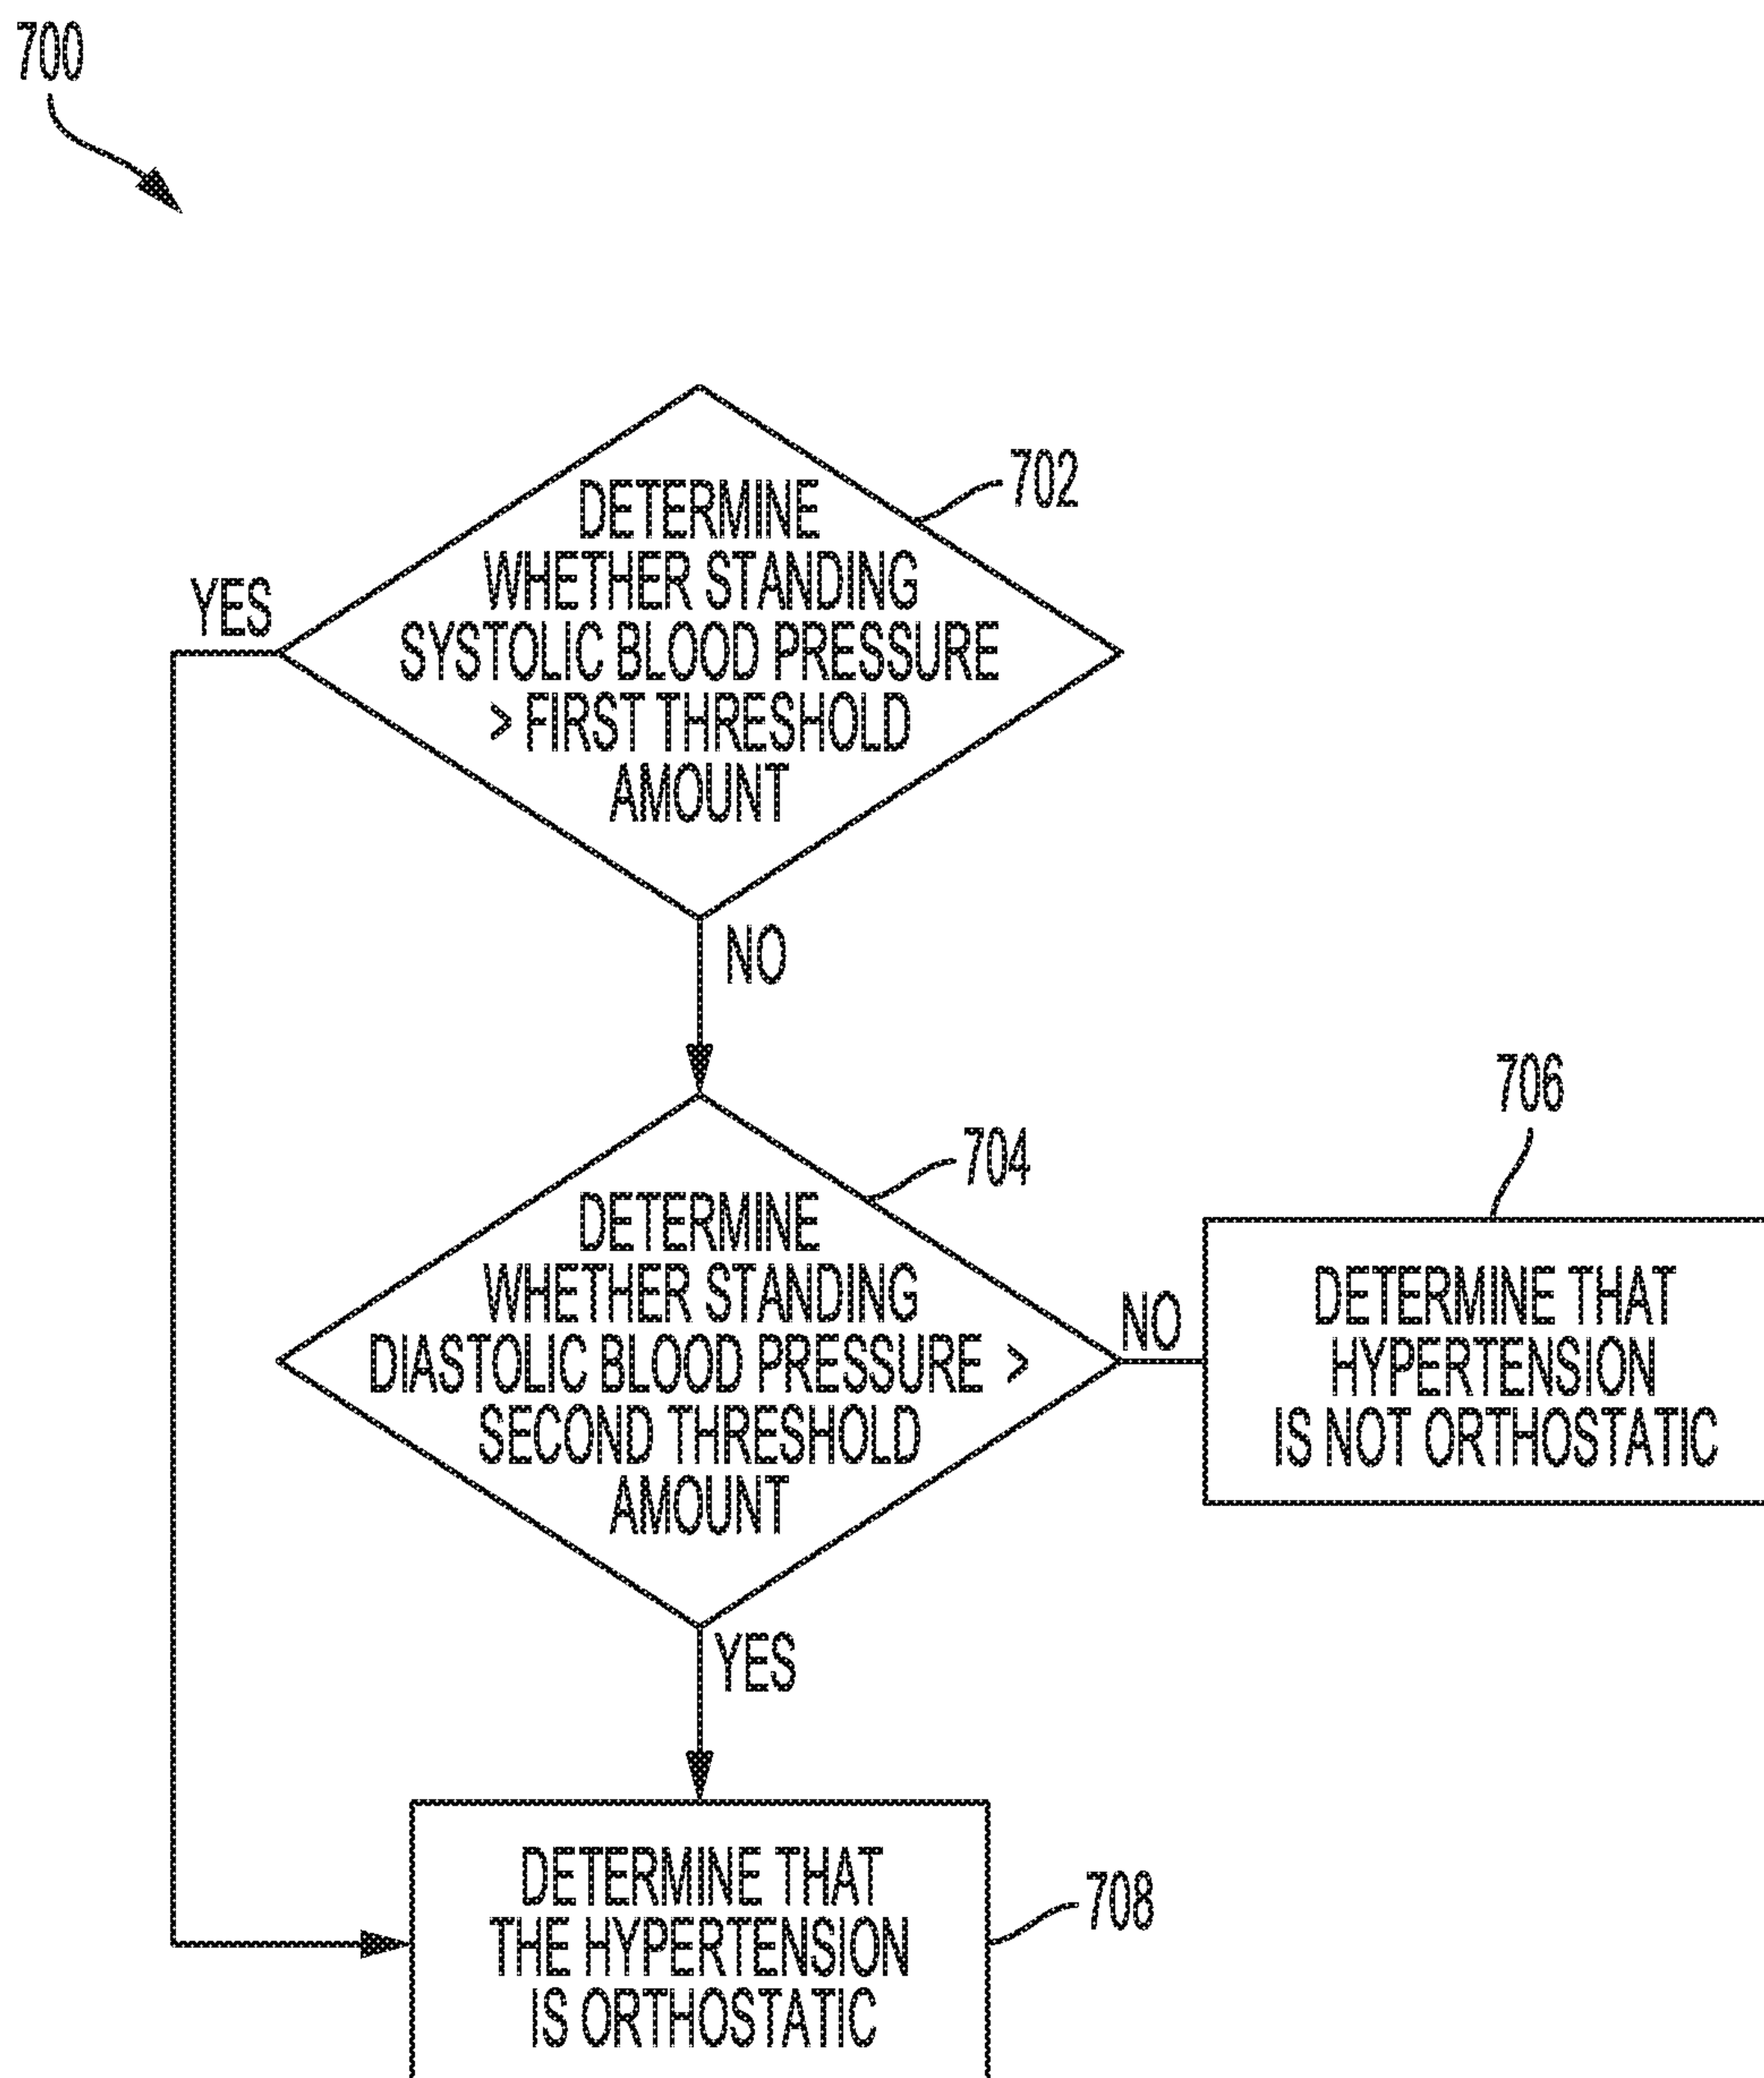 700
DETERMINE
WHETHER STANDING
SYSTOLIC BLOOD PRESSURE
> FIRST THRESHOLD
AMOUNT
702
YES
NO
DETERMINE
WHETHER STANDING
DIASTOLIC BLOOD PRESSURE >
SECOND THRESHOLD
AMOUNT
704
NO
706
DETERMINE THAT
HYPERTENSION
IS NOT ORTHOSTATIC
YES
DETERMINE THAT
THE HYPERTENSION
IS ORTHOSTATIC
708